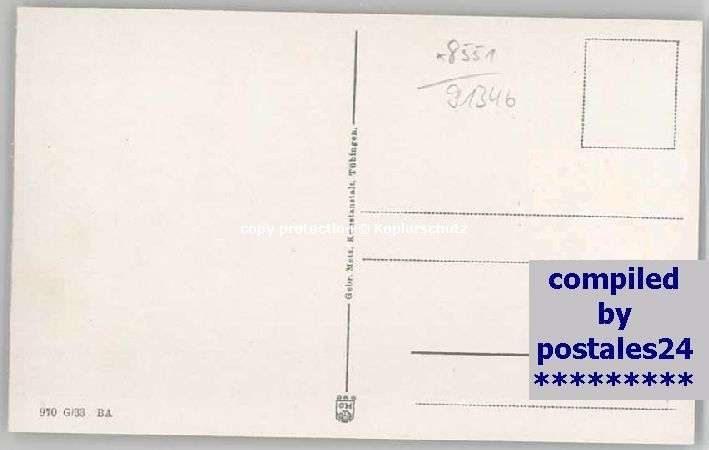 *8551
91346
Gebr. Metz, Kunstanstalt, Tübingen.
copy protection © Kopierschutz
compiled
by
postales24
*********
970 G/33 BA